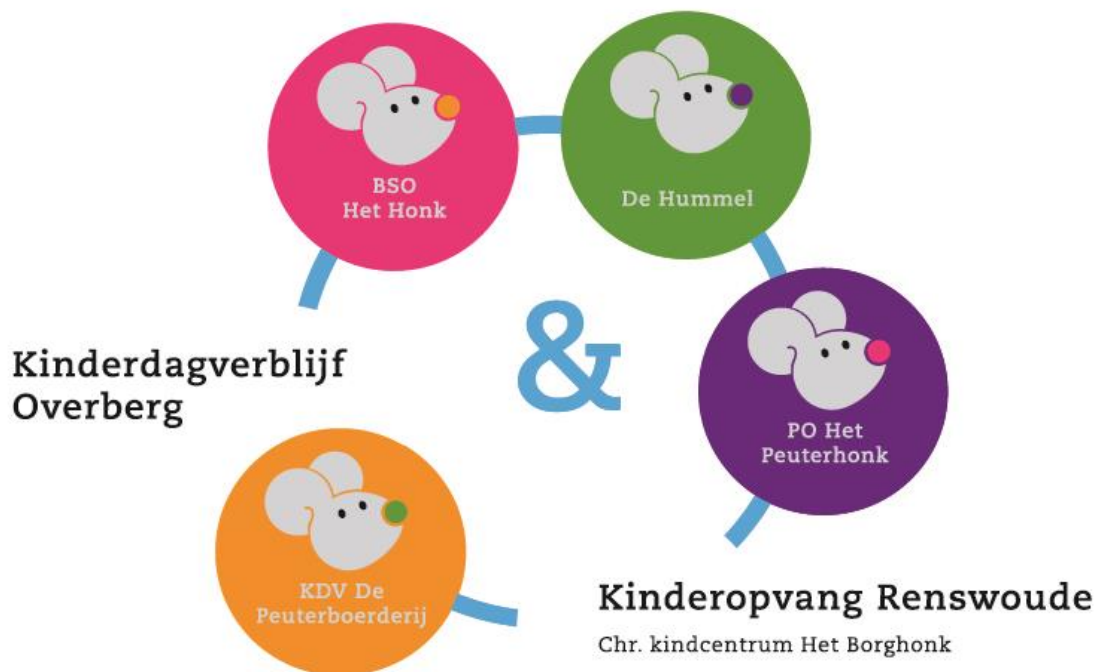 BSO
Het Honk
De Hummel
&
Kinderdagverblijf
Overberg
PO Het
Peuterhonk
KDV De
Peuterboerderij
Kinderopvang Renswoude
Chr. kindcentrum Het Borghonk